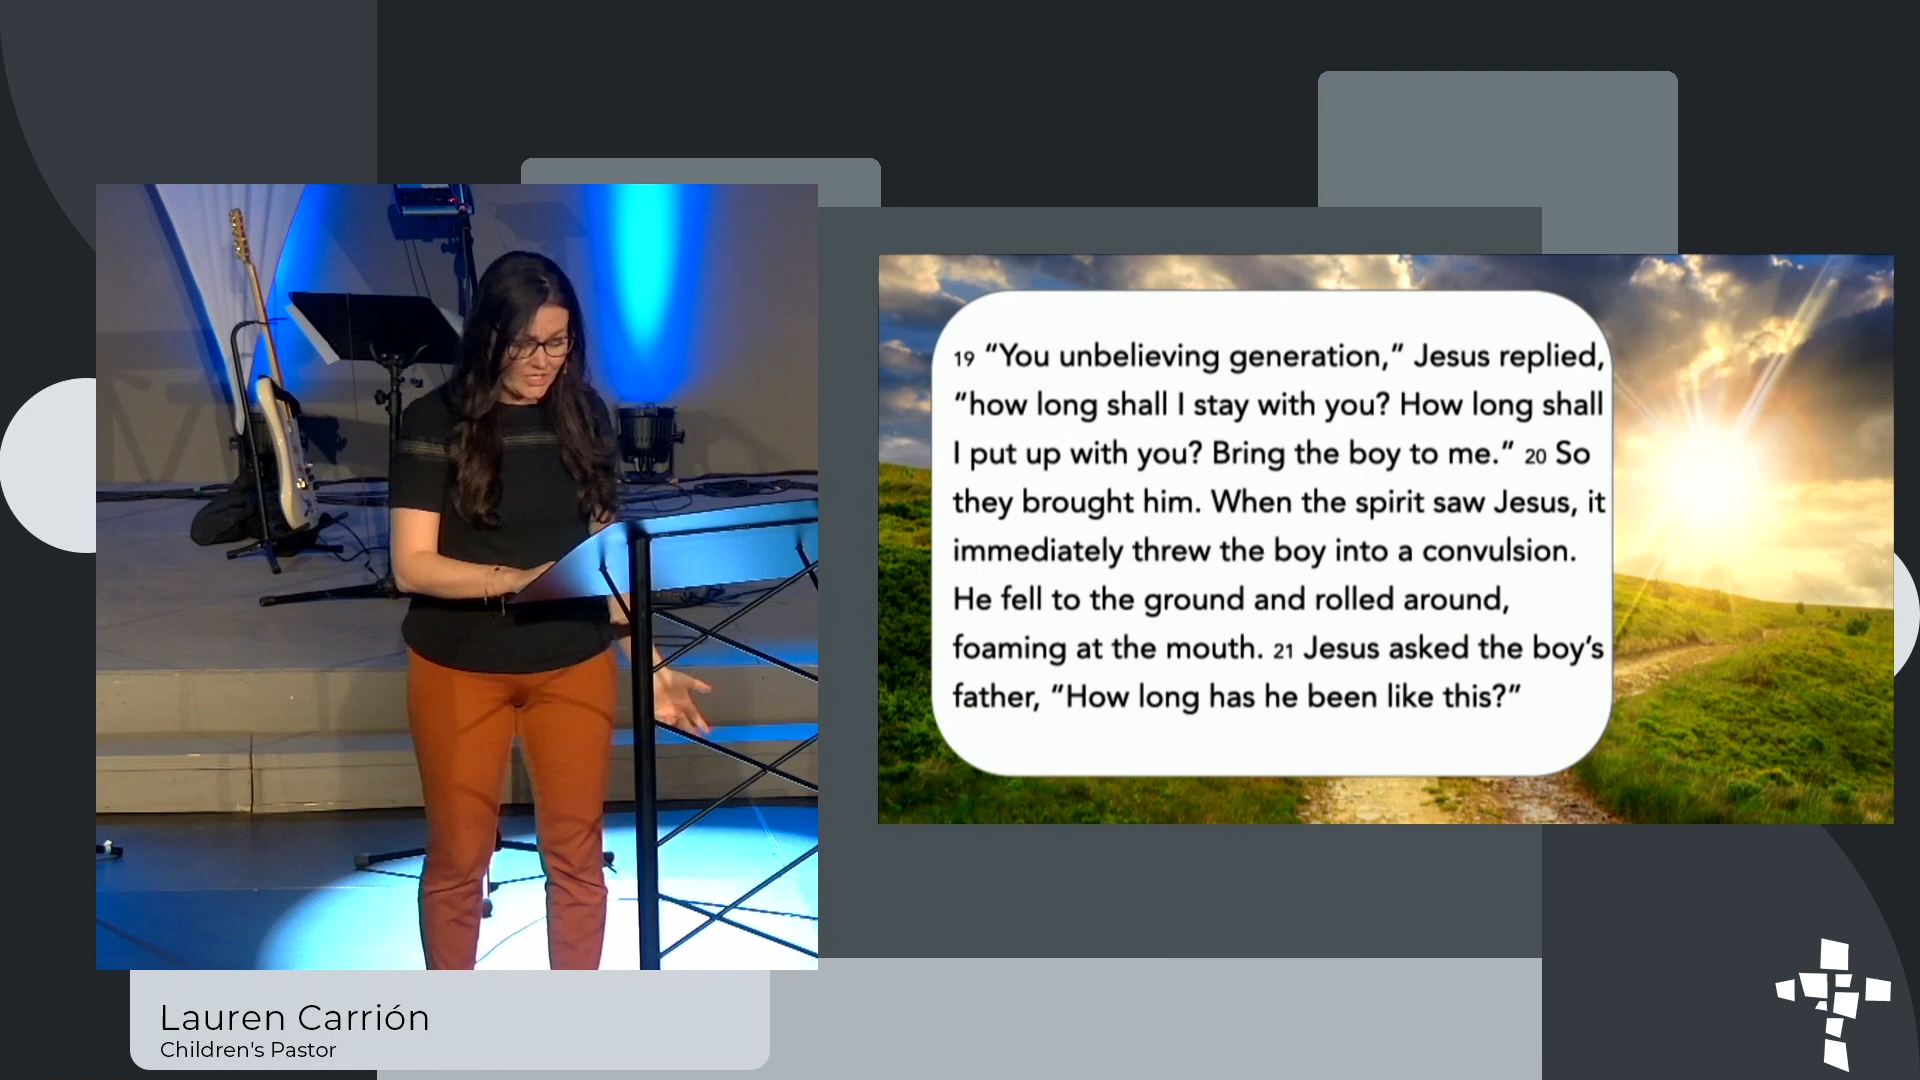 19 “You unbelieving generation,” Jesus replied,
“how long shall I stay with you? How long shall
I put up with you? Bring the boy to me.” 20 So
they brought him. When the spirit saw Jesus, it
immediately threw the boy into a convulsion.
He fell to the ground and rolled around,
foaming at the mouth. 21 Jesus asked the boy’s
father, “How long has he been like this?”
Lauren Carrión
Children's Pastor